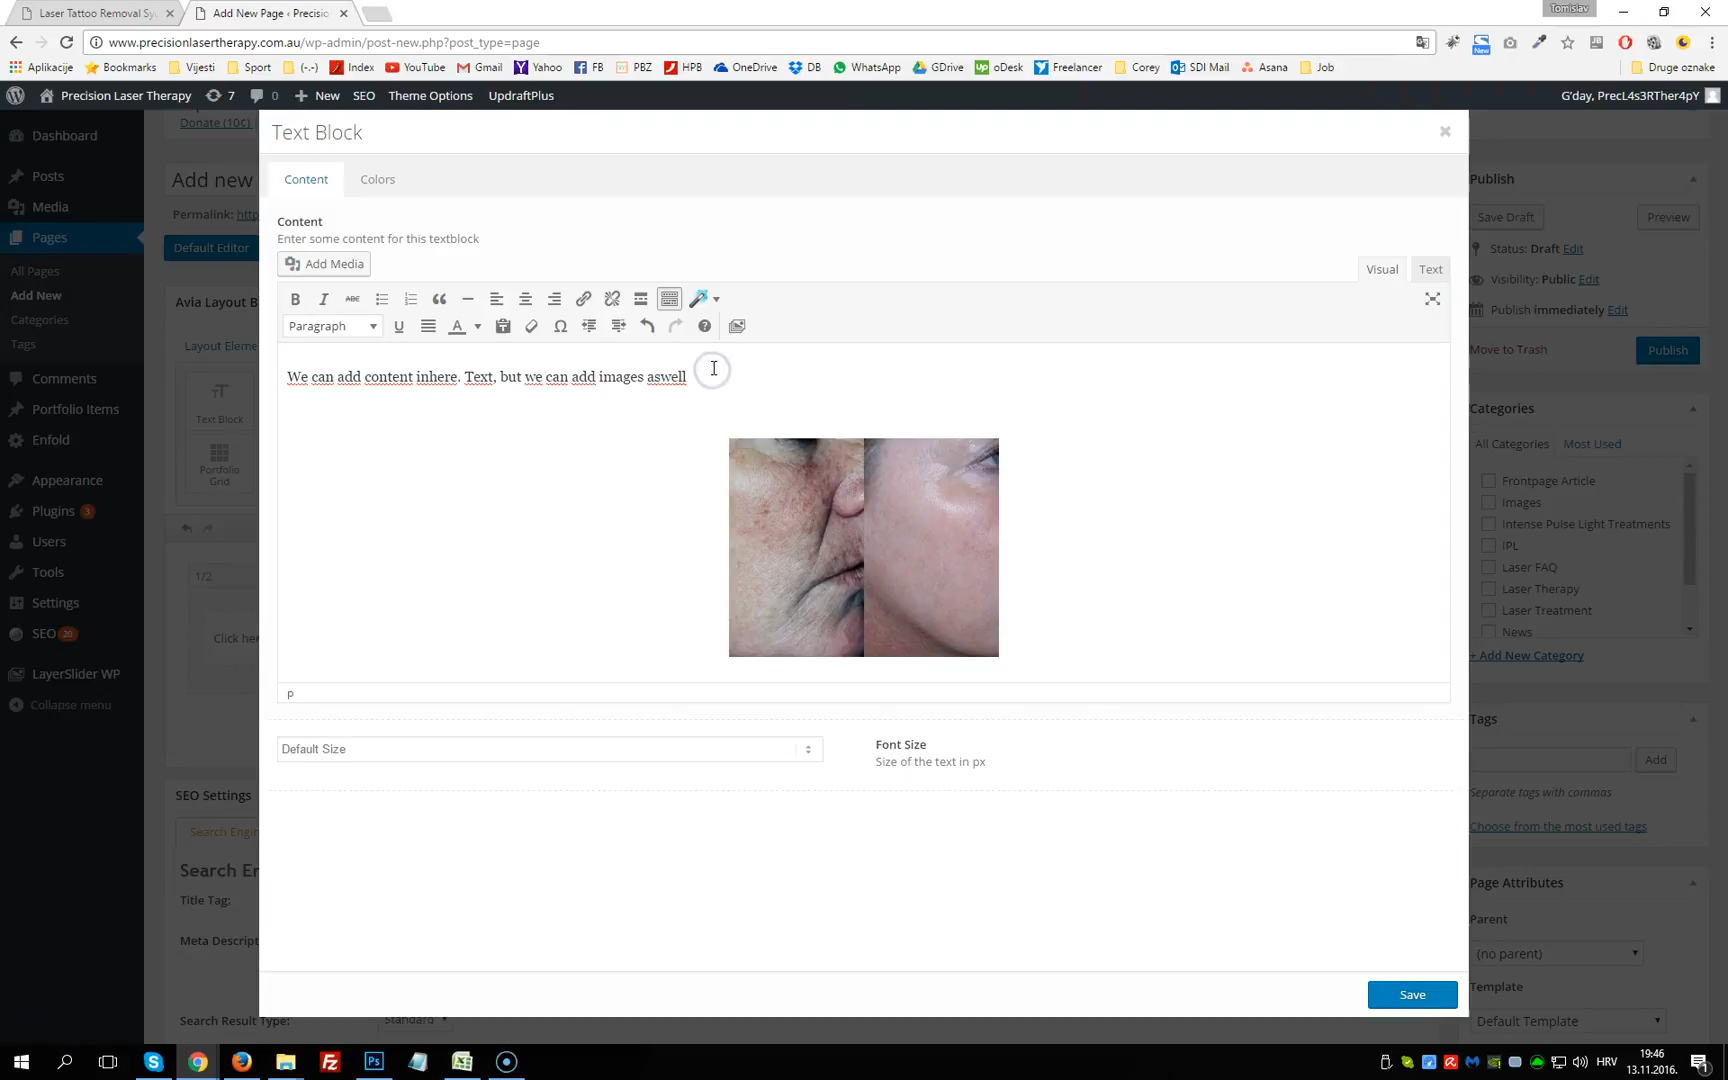 Laser Tattoo Removal Sy
Add New Page ‹ Precisio
Tomislav
www.precisionlasertherapy.com.au/wp-admin/post-new.php?post_type=page
New
Aplikacije
Bookmarks
Vijesti
Sport
(-.-)
Index
YouTube
Gmail
Yahoo
FB
PBZ
HPB
OneDrive
DB
WhatsApp
GDrive
oDesk
Freelancer
Corey
SDI Mail
Asana
Job
Druge oznake
Precision Laser Therapy
7
0
New
SEO
Theme Options
UpdraftPlus
G'day, PrecL4s3RTher4pY
Dashboard
Posts
Media
Pages
All Pages
Add New
Categories
Tags
Comments
Portfolio Items
Enfold
Appearance
Plugins 3
Users
Tools
Settings
SEO 20
LayerSlider WP
Collapse menu
Donate (10¢)
Add new
Permalink: http
Default Editor
Avia Layout B
Layout Eleme
Text Block
Portfolio
Grid
1/2
Click her
SEO Settings
Search Engin
Search En
Title Tag:
Meta Descrip
Search Result Type:
Standard
Text Block
Content
Colors
Content
Enter some content for this textblock
Add Media
Visual
Text
B I ABC
Paragraph
We can add content inhere. Text, but we can add images aswell
p
Default Size
Font Size
Size of the text in px
Save
Publish
Save Draft
Preview
Status: Draft Edit
Visibility: Public Edit
Publish immediately Edit
Move to Trash
Publish
Categories
All Categories
Most Used
Frontpage Article
Images
Intense Pulse Light Treatments
IPL
Laser FAQ
Laser Therapy
Laser Treatment
News
+ Add New Category
Tags
Add
Separate tags with commas
Choose from the most used tags
Page Attributes
Parent
(no parent)
Template
Default Template
HRV
19:46
13.11.2016.
1